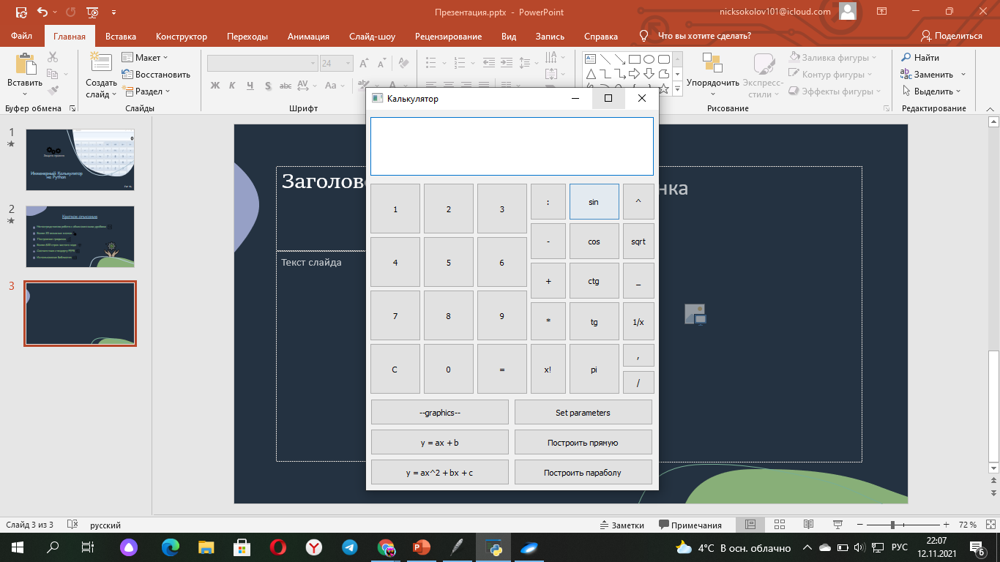 Презентация.pptx - PowerPoint
nicksokolov101@icloud.com
Файл Главная Вставка Конструктор Переходы Анимация Слайд-шоу Рецензирование Вид Запись Справка Что вы хотите сделать? Поделиться
Вставить
Буфер обмена
Создать слайд
Макет
Восстановить
Раздел
Слайды
24
Ж К Ч S abc AV Aa
Шрифт
Упорядочить
Экспресс-стили
Заливка фигуры
Контур фигуры
Эффекты фигуры
Рисование
Найти
Заменить
Выделить
Редактирование
1
Защита проекта
Инженерный Калькулятор
на Python
2
Краткое описание
3
Заголово
нка
Текст слайда
Калькулятор
1 2 3 : sin ^
4 5 6 - cos sqrt
+ ctg _
7 8 9 * tg 1/x
C 0 = x! pi ,
/
--graphics-- Set parameters
y = ax + b Построить прямую
y = ax^2 + bx + c Построить параболу
Слайд 3 из 3 русский Заметки Примечания 72 %
4°C В осн. облачно РУС 22:07
12.11.2021
6